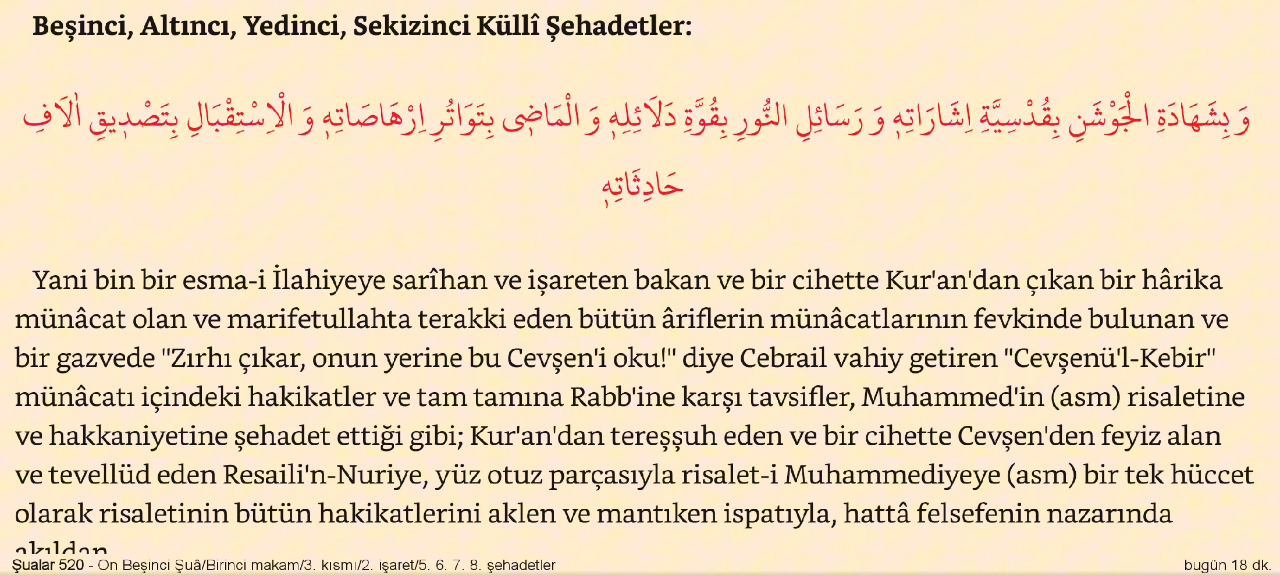 Beşinci, Altıncı, Yedinci, Sekizinci Küllî Şehadetler:
وَ بِشَهَادَةِ الْجَوْشَنِ بِقُدْسِيَّةِ اِشَارَاتِهٖ وَ رَسَائِلِ النُّورِ بِقُوَّةِ دَلَائِلِهٖ وَ الْمَاضٖى بِتَوَاتُرِ اِرْهَاصَاتِهٖ وَ الْاِسْتِقْبَالِ بِتَصْدٖيقِ اٰلَافِ
حَادِثَاتِهٖ
Yani bin bir esma-i İlahiyeye sarîhan ve işareten bakan ve bir cihette Kur'an'dan çıkan bir hârika
münâcat olan ve marifetullahta terakki eden bütün âriflerin münâcatlarının fevkinde bulunan ve
bir gazvede "Zırhı çıkar, onun yerine bu Cevşen'i oku!" diye Cebrail vahiy getiren "Cevşenü'l-Kebir"
münâcatı içindeki hakikatler ve tam tamına Rabb'ine karşı tavsifler, Muhammed'in (asm) risaletine
ve hakkaniyetine şehadet ettiği gibi; Kur'an'dan tereşşuh eden ve bir cihette Cevşen'den feyiz alan
ve tevellüd eden Resaili'n-Nuriye, yüz otuz parçasıyla risalet-i Muhammediyeye (asm) bir tek hüccet
olarak risaletinin bütün hakikatlerini aklen ve mantıken ispatıyla, hattâ felsefenin nazarında
akıldan
Şualar 520 - On Beşinci Şuâ/Birinci makam/3. kısmı/2. işaret/5. 6. 7. 8. şehadetler bugün 18 dk.